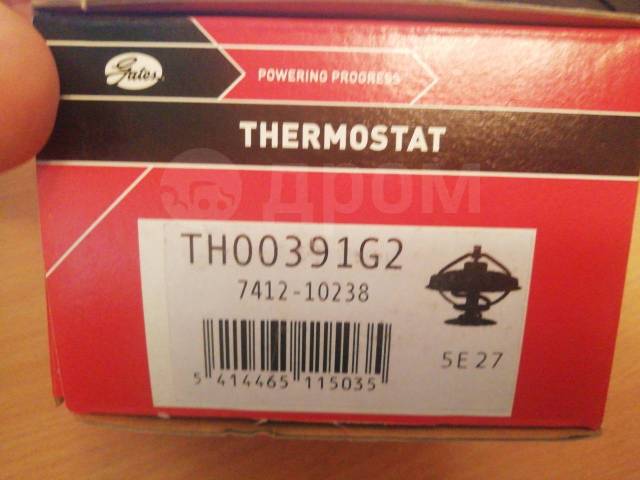 Gates
POWERING PROGRESS
THERMOSTAT
дром
TH00391G2
7412-10238
5E 27
5 414465 115035